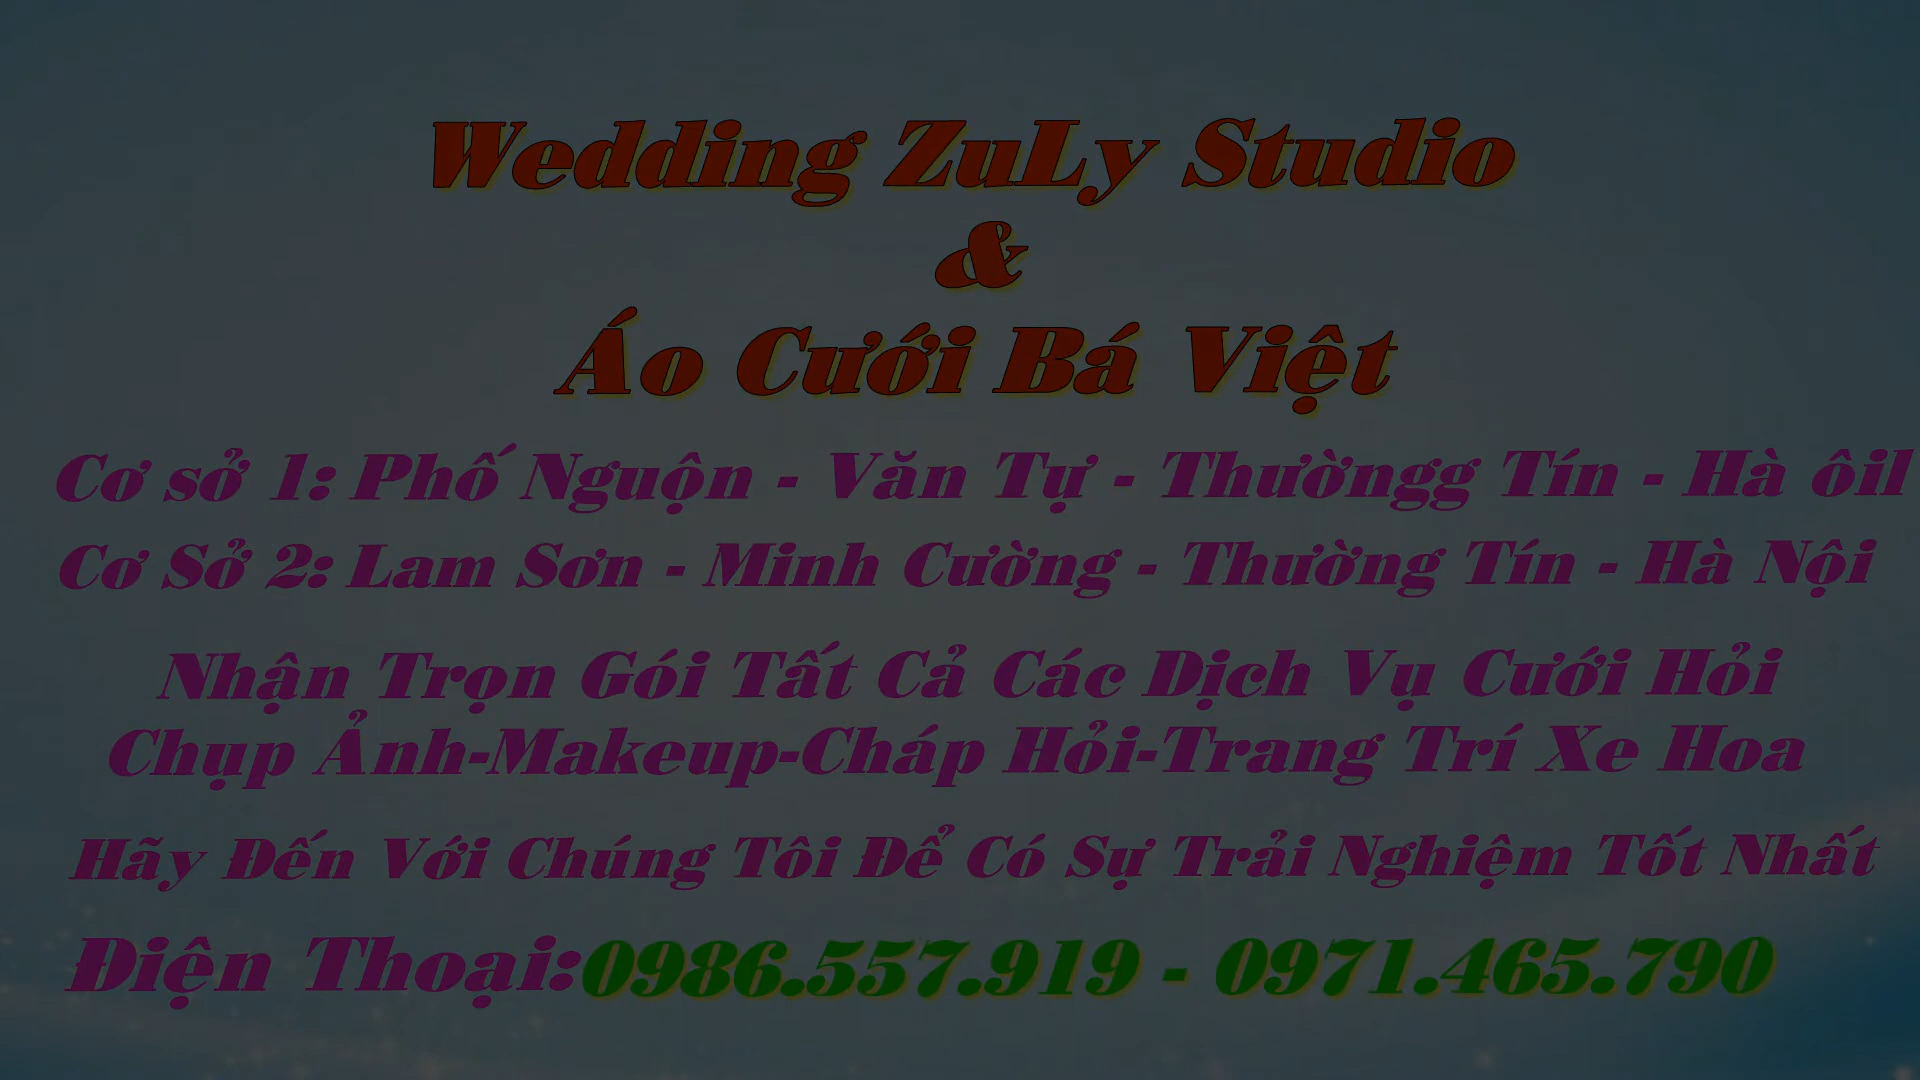 Wedding ZuLy Studio
&
Áo Cưới Bá Việt
Cơ sở 1: Phố Nguộn - Văn Tự - Thườngg Tín - Hà ôil
Cơ Sở 2: Lam Sơn - Minh Cường - Thường Tín - Hà Nội
Nhận Trọn Gói Tất Cả Các Dịch Vụ Cưới Hỏi
Chụp Ảnh-Makeup-Cháp Hỏi-Trang Trí Xe Hoa
Hãy Đến Với Chúng Tôi Để Có Sự Trải Nghiệm Tốt Nhất
Điện Thoại:0986.557.919 - 0971.465.790